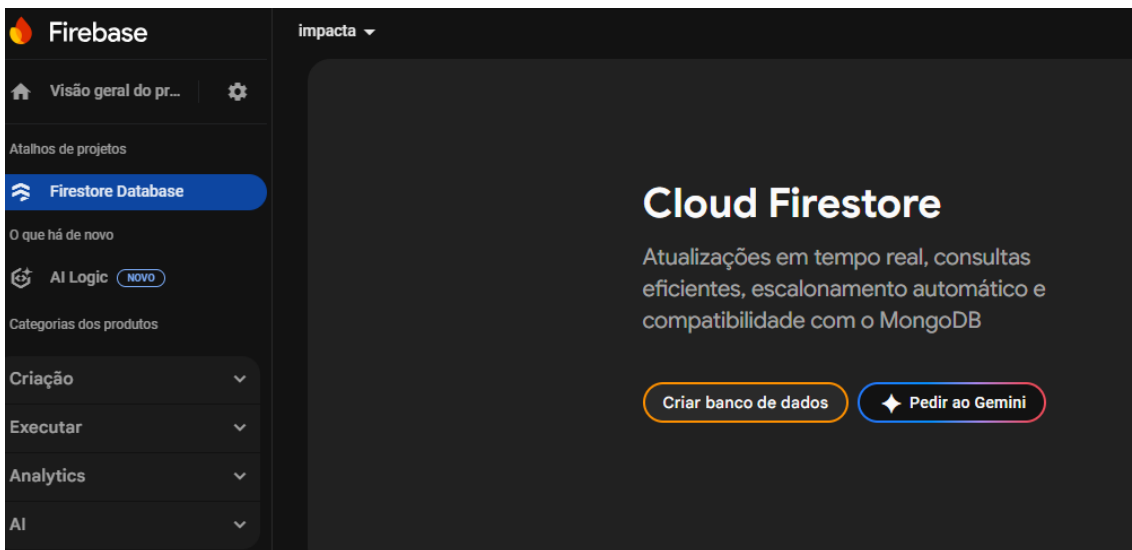 Firebase
impacta
Visão geral do pr...
Atalhos de projetos
Firestore Database
O que há de novo
AI Logic NOVO
Categorias dos produtos
Criação
Executar
Analytics
AI
Cloud Firestore
Atualizações em tempo real, consultas
eficientes, escalonamento automático e
compatibilidade com o MongoDB
Criar banco de dados
Pedir ao Gemini